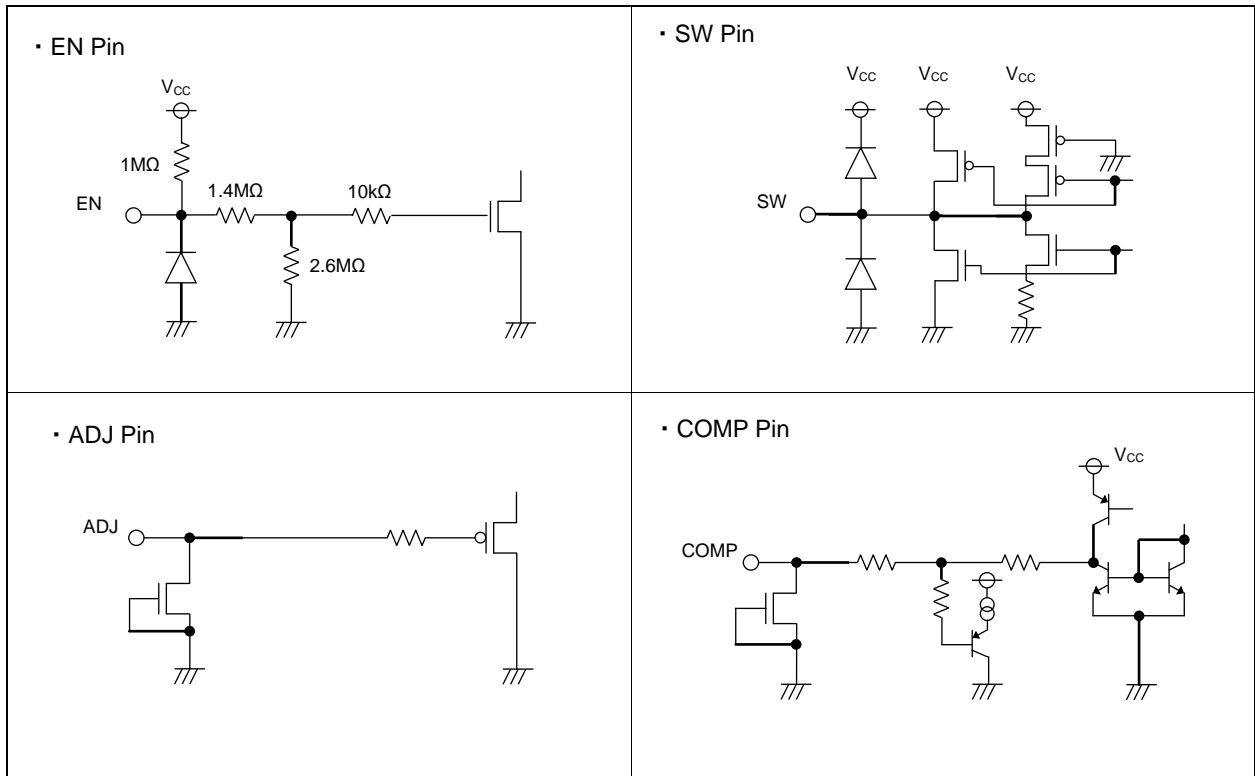 ・EN Pin
VCC
1MΩ
1.4MΩ
10kΩ
EN
2.6MΩ
・SW Pin
VCC VCC VCC
SW
・ADJ Pin
ADJ
・COMP Pin
VCC
COMP